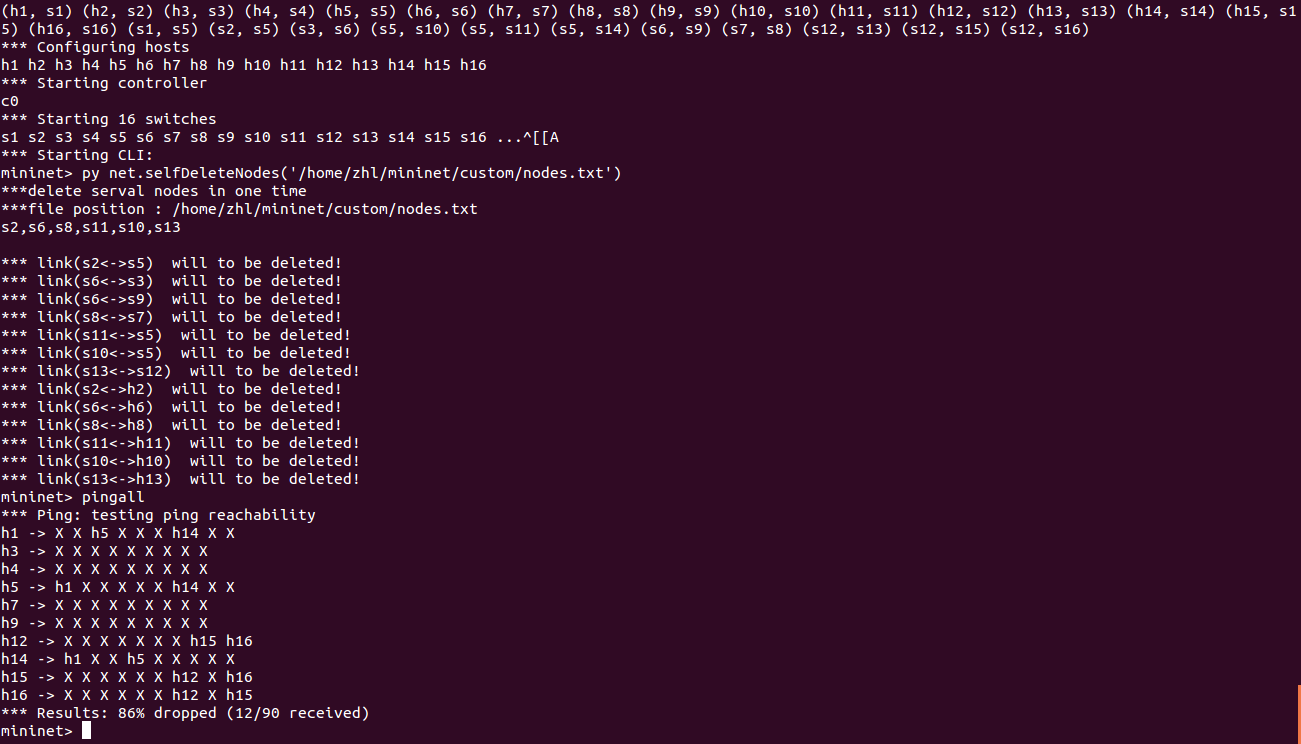 (h1, s1) (h2, s2) (h3, s3) (h4, s4) (h5, s5) (h6, s6) (h7, s7) (h8, s8) (h9, s9) (h10, s10) (h11, s11) (h12, s12) (h13, s13) (h14, s14) (h15, s1
5) (h16, s16) (s1, s5) (s2, s5) (s3, s6) (s5, s10) (s5, s11) (s5, s14) (s6, s9) (s7, s8) (s12, s13) (s12, s15) (s12, s16)
*** Configuring hosts
h1 h2 h3 h4 h5 h6 h7 h8 h9 h10 h11 h12 h13 h14 h15 h16
*** Starting controller
c0
*** Starting 16 switches
s1 s2 s3 s4 s5 s6 s7 s8 s9 s10 s11 s12 s13 s14 s15 s16 ...^[[A
*** Starting CLI:
mininet> py net.selfDeleteNodes('/home/zhl/mininet/custom/nodes.txt')
***delete serval nodes in one time
***file position : /home/zhl/mininet/custom/nodes.txt
s2,s6,s8,s11,s10,s13
*** link(s2<->s5)  will to be deleted!
*** link(s6<->s3)  will to be deleted!
*** link(s6<->s9)  will to be deleted!
*** link(s8<->s7)  will to be deleted!
*** link(s11<->s5)  will to be deleted!
*** link(s10<->s5)  will to be deleted!
*** link(s13<->s12)  will to be deleted!
*** link(s2<->h2)  will to be deleted!
*** link(s6<->h6)  will to be deleted!
*** link(s8<->h8)  will to be deleted!
*** link(s11<->h11)  will to be deleted!
*** link(s10<->h10)  will to be deleted!
*** link(s13<->h13)  will to be deleted!
mininet> pingall
*** Ping: testing ping reachability
h1 -> X X h5 X X X h14 X X
h3 -> X X X X X X X X X
h4 -> X X X X X X X X X
h5 -> h1 X X X X X h14 X X
h7 -> X X X X X X X X X
h9 -> X X X X X X X X X
h12 -> X X X X X X X h15 h16
h14 -> h1 X X h5 X X X X X
h15 -> X X X X X X h12 X h16
h16 -> X X X X X X h12 X h15
*** Results: 86% dropped (12/90 received)
mininet>